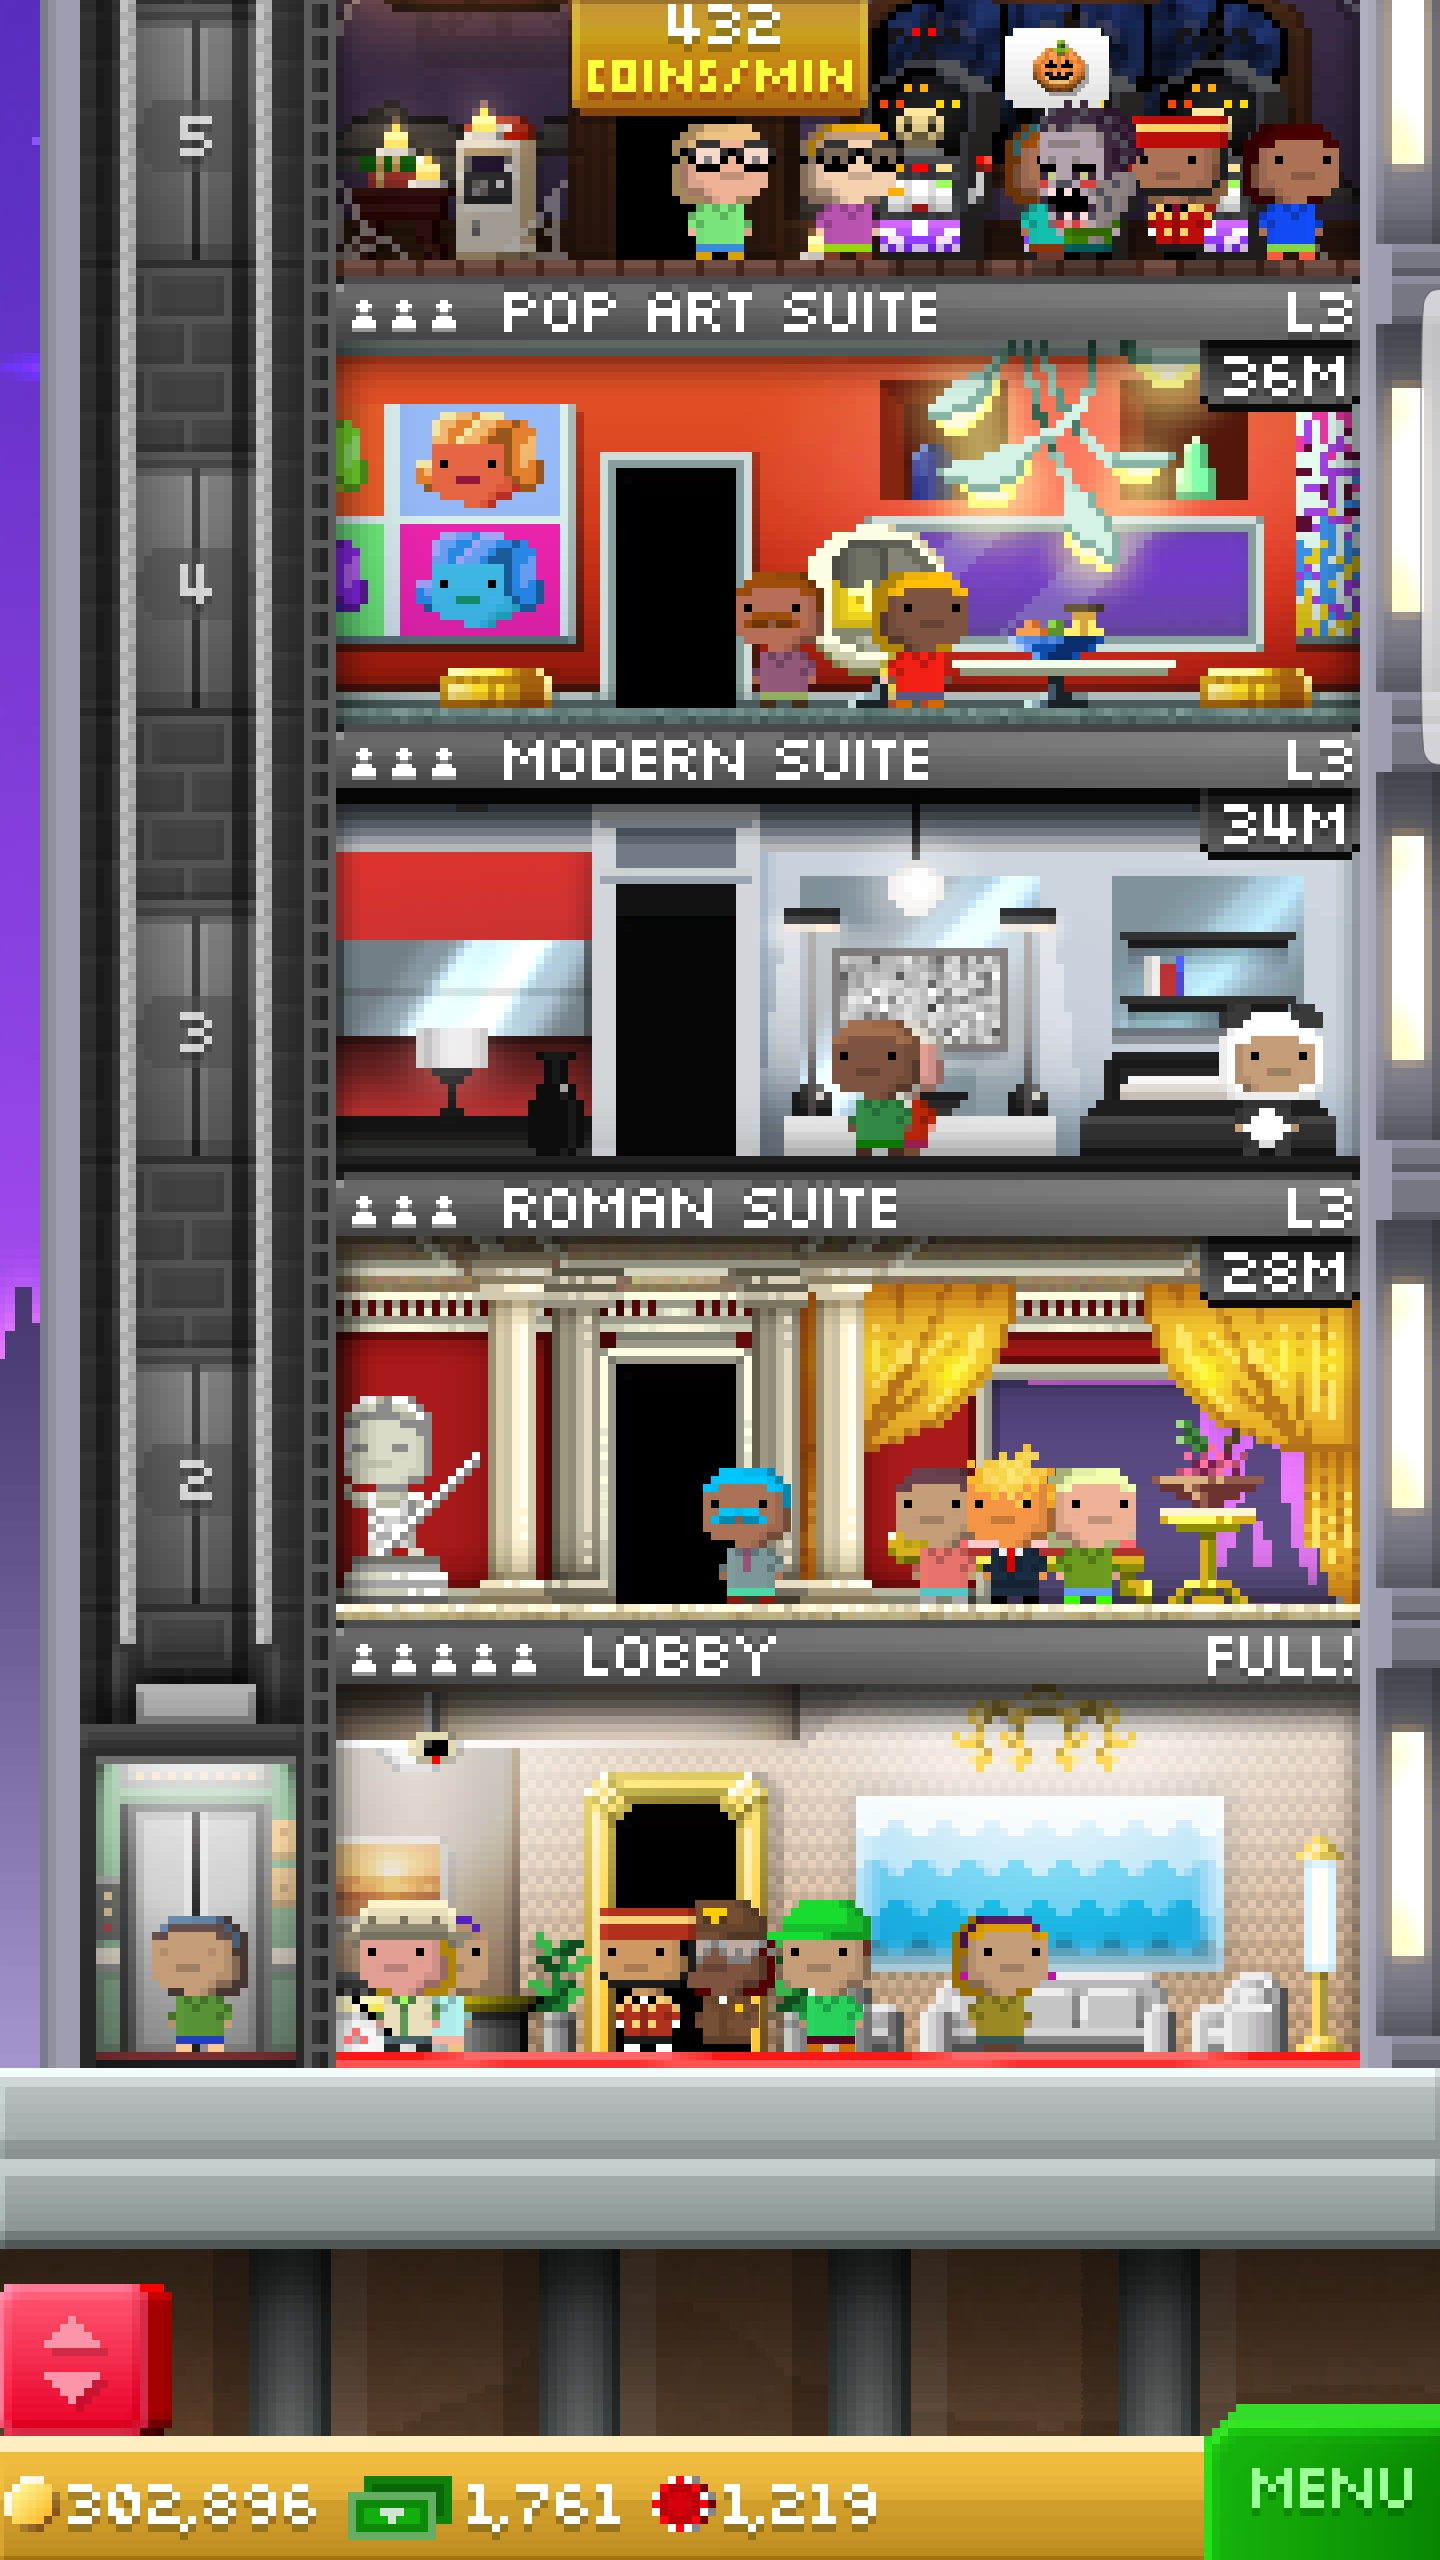 432
COINS/MIN
5
POP ART SUITE L3
36M
4
MODERN SUITE L3
34M
3
ROMAN SUITE L3
28M
2
LOBBY FULL!
302,896 1,761 1,219
MENU